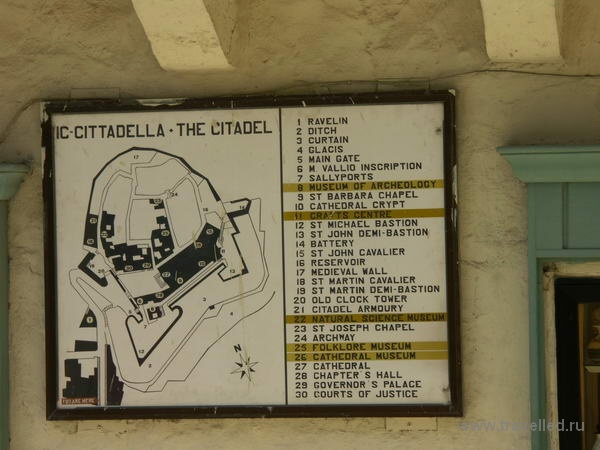 IC-CITTADELLA • THE CITADEL
1 RAVELIN
2 DITCH
3 CURTAIN
4 GLACIS
5 MAIN GATE
6 M. VALLIO INSCRIPTION
7 SALLYPORTS
8 MUSEUM OF ARCHEOLOGY
9 ST BARBARA CHAPEL
10 CATHEDRAL CRYPT
11 CRAFTS CENTRE
12 ST MICHAEL BASTION
13 ST JOHN DEMI-BASTION
14 BATTERY
15 ST JOHN CAVALIER
16 RESERVOIR
17 MEDIEVAL WALL
18 ST MARTIN CAVALIER
19 ST MARTIN DEMI-BASTION
20 OLD CLOCK TOWER
21 CITADEL ARMOURY
22 NATURAL SCIENCE MUSEUM
23 ST JOSEPH CHAPEL
24 ARCHWAY
25 FOLKLORE MUSEUM
26 CATHEDRAL MUSEUM
27 CATHEDRAL
28 CHAPTER'S HALL
29 GOVERNOR'S PALACE
30 COURTS OF JUSTICE
N
YOU ARE HERE
www.travelled.ru